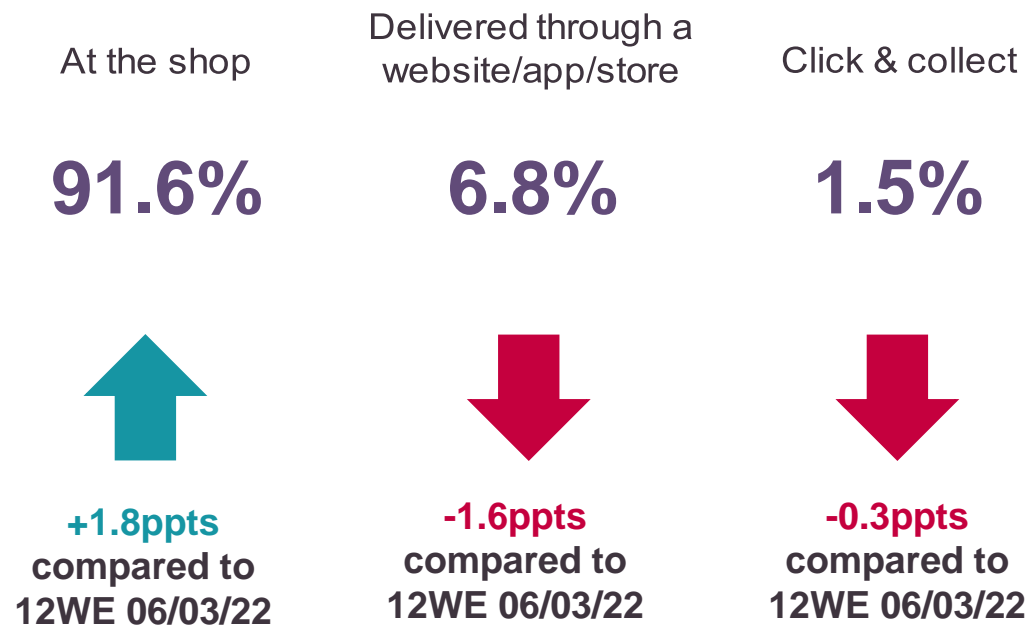 At the shop
91.6%
+1.8ppts
compared to
12WE 06/03/22
Delivered through a
website/app/store
6.8%
-1.6ppts
compared to
12WE 06/03/22
Click & collect
1.5%
-0.3ppts
compared to
12WE 06/03/22